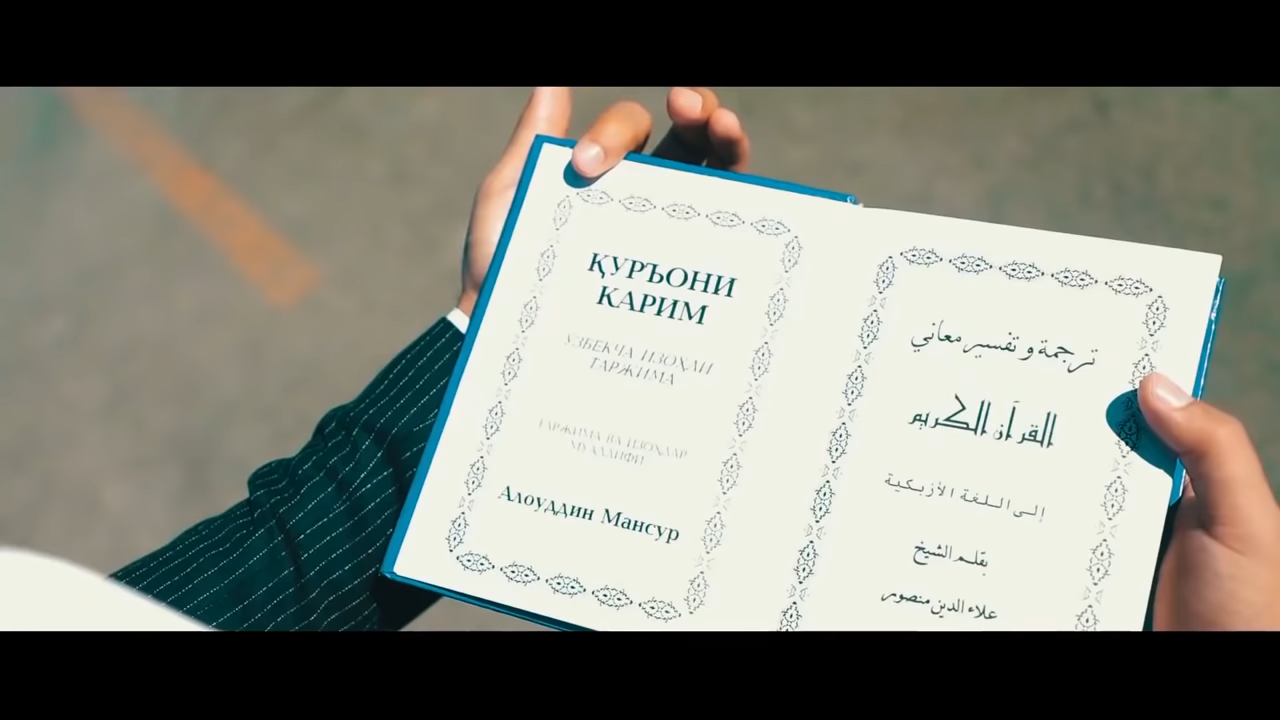 ҚУРЪОНИ
КАРИМ
УЗБЕКЧА ИЗОҲЛИ
ТАРЖИМА
ТАРЖИМА ВА ИЗОҲЛАР
МУАЛЛИФИ
Алоуддин Мансур
ترجمة و تفسير معاني
القرآن الكريم
إلى اللغة الأزبكية
بقلم الشيخ
علاء الدين منصور